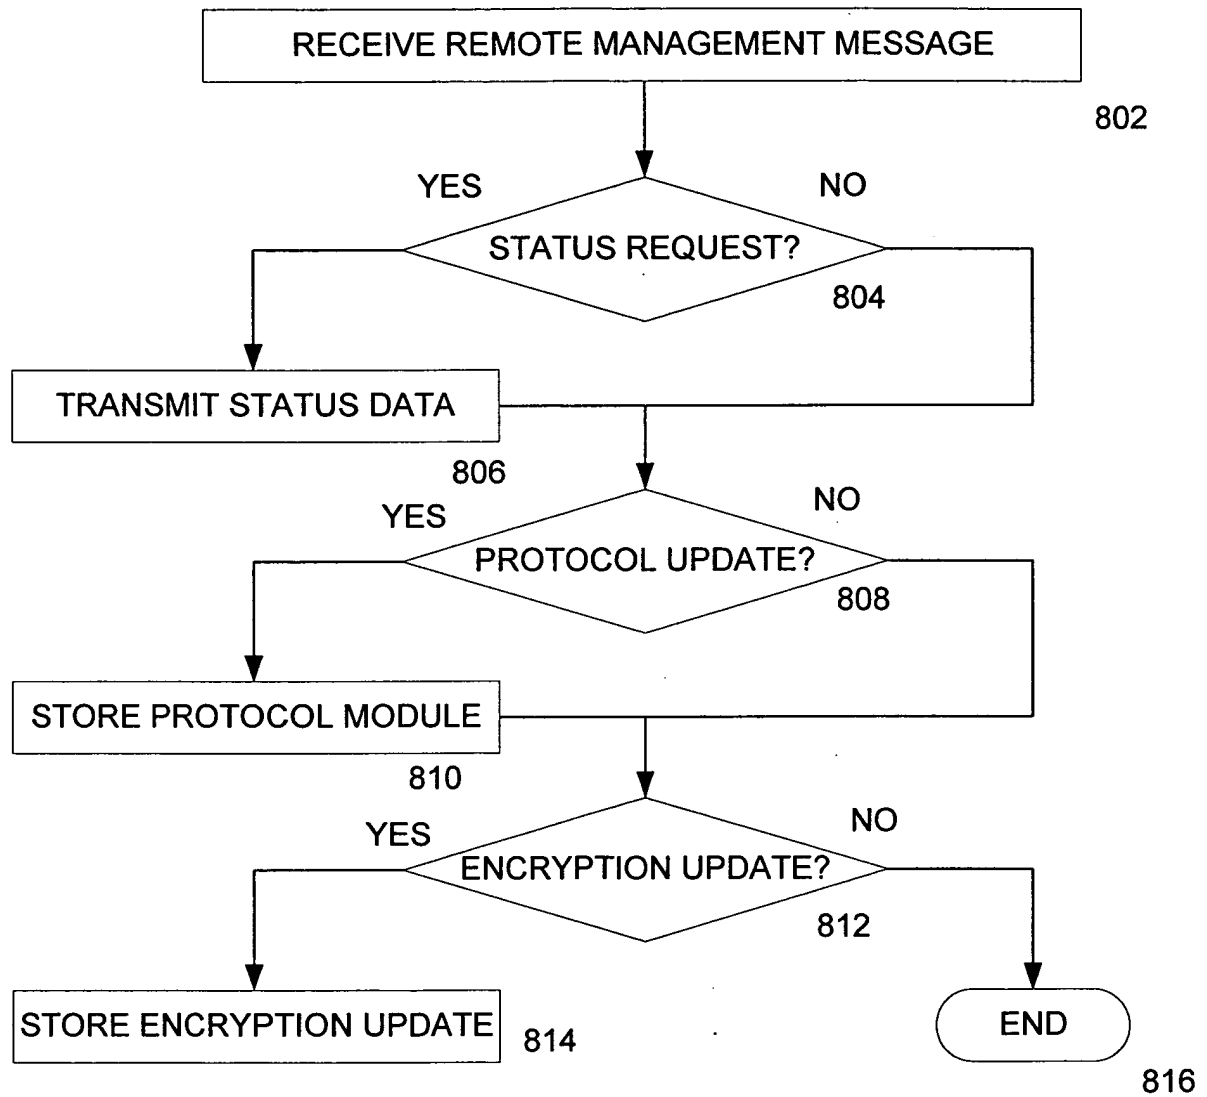 RECEIVE REMOTE MANAGEMENT MESSAGE
802
YES
NO
STATUS REQUEST?
804
TRANSMIT STATUS DATA
806
YES
NO
PROTOCOL UPDATE?
808
STORE PROTOCOL MODULE
810
YES
NO
ENCRYPTION UPDATE?
812
STORE ENCRYPTION UPDATE
814
END
816